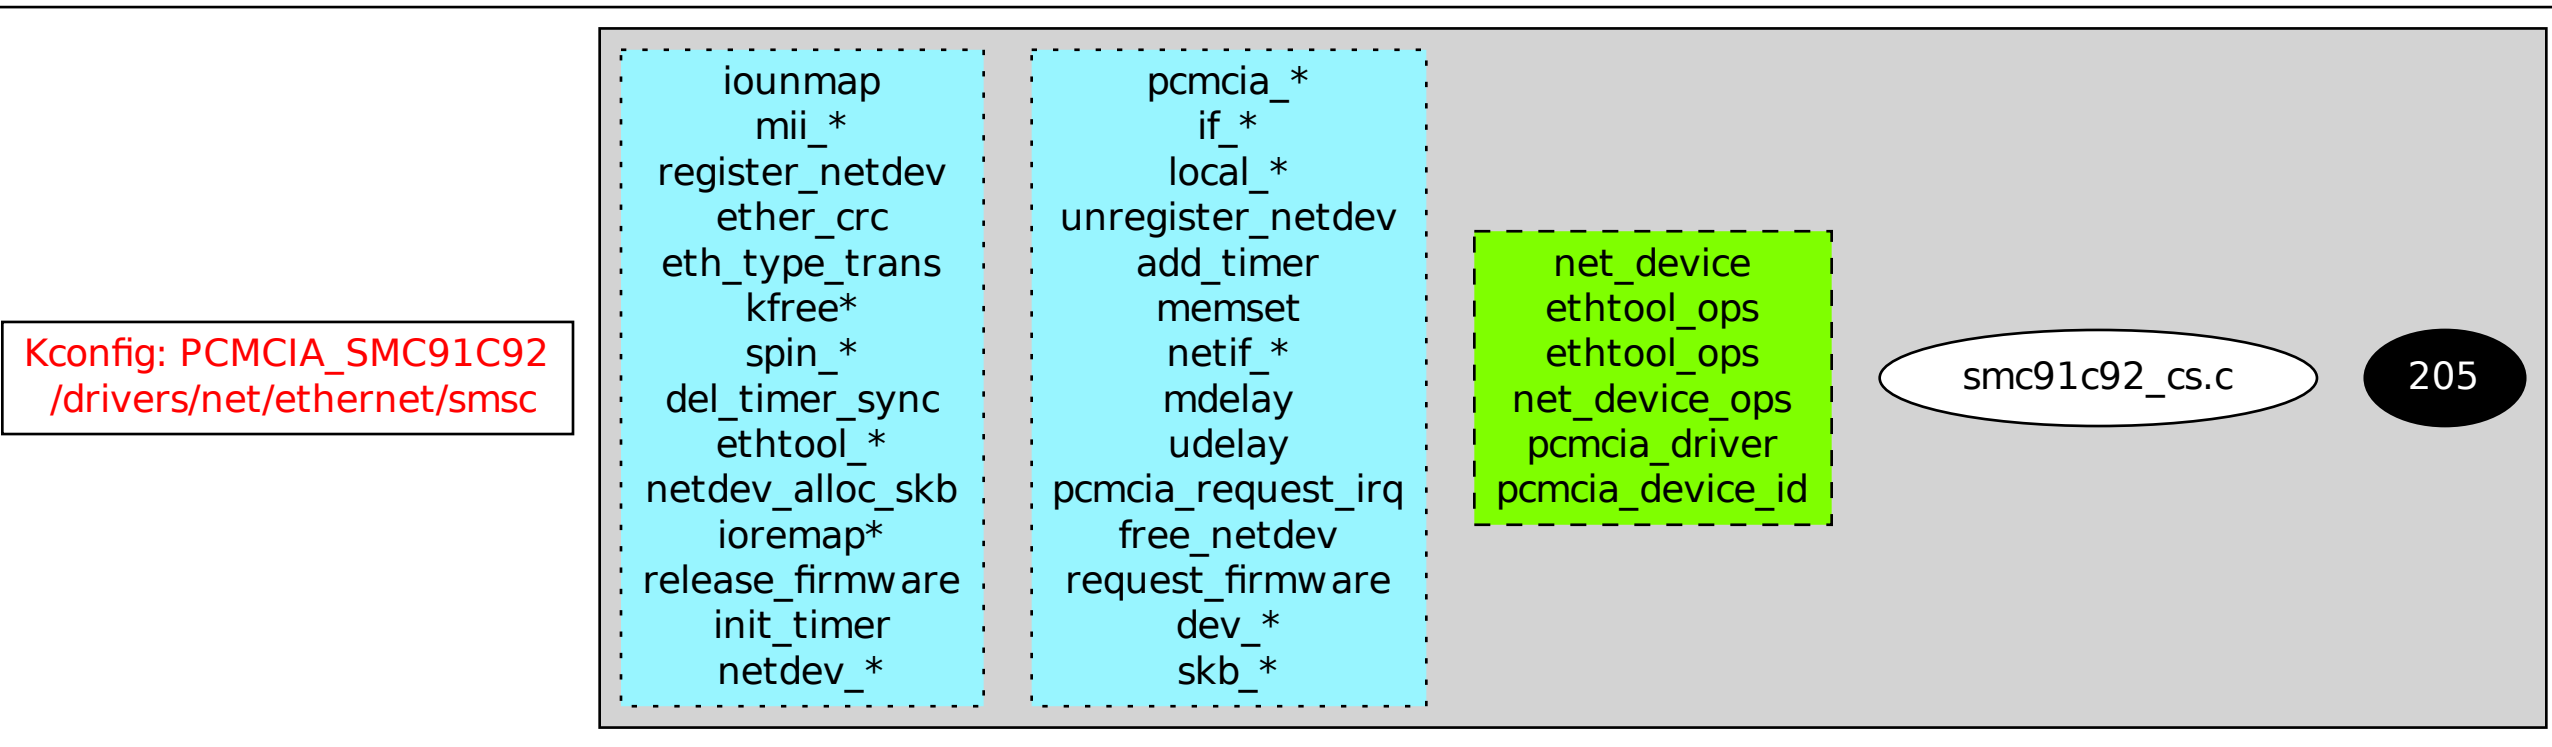 Kconfig: PCMCIA_SMC91C92
/drivers/net/ethernet/smsc
iounmap
mii_*
register_netdev
ether_crc
eth_type_trans
kfree*
spin_*
del_timer_sync
ethtool_*
netdev_alloc_skb
ioremap*
release_firmware
init_timer
netdev_*
pcmcia_*
if_*
local_*
unregister_netdev
add_timer
memset
netif_*
mdelay
udelay
pcmcia_request_irq
free_netdev
request_firmware
dev_*
skb_*
net_device
ethtool_ops
ethtool_ops
net_device_ops
pcmcia_driver
pcmcia_device_id
smc91c92_cs.c
205